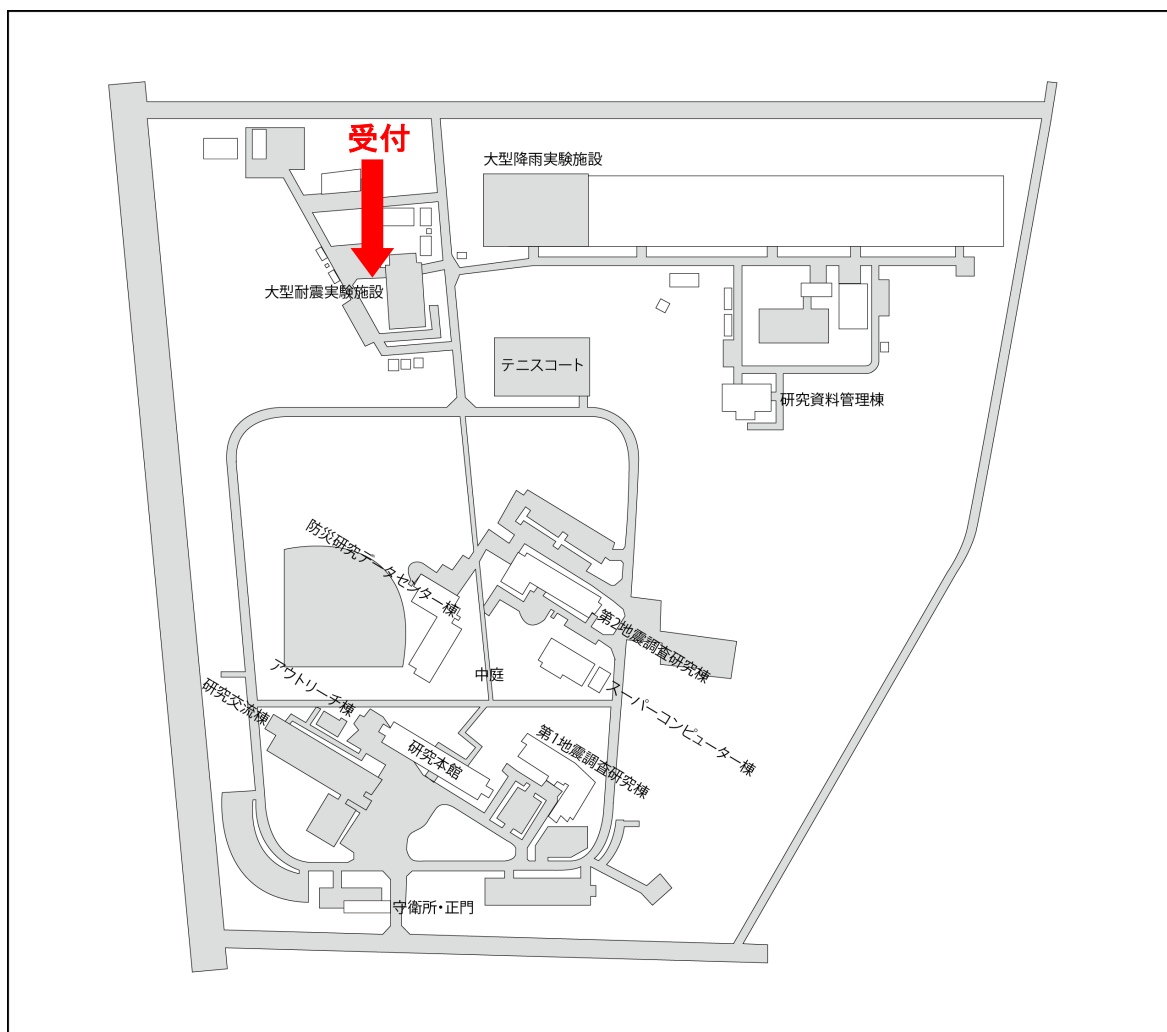 受付
大型降雨実験施設
大型耐震実験施設
テニスコート
研究資料管理棟
防災研究データセンター棟
第2地震調査研究棟
中庭
アウトリーチ棟
研究交流棟
スーパーコンピューター棟
研究本館
第1地震調査研究棟
守衛所・正門